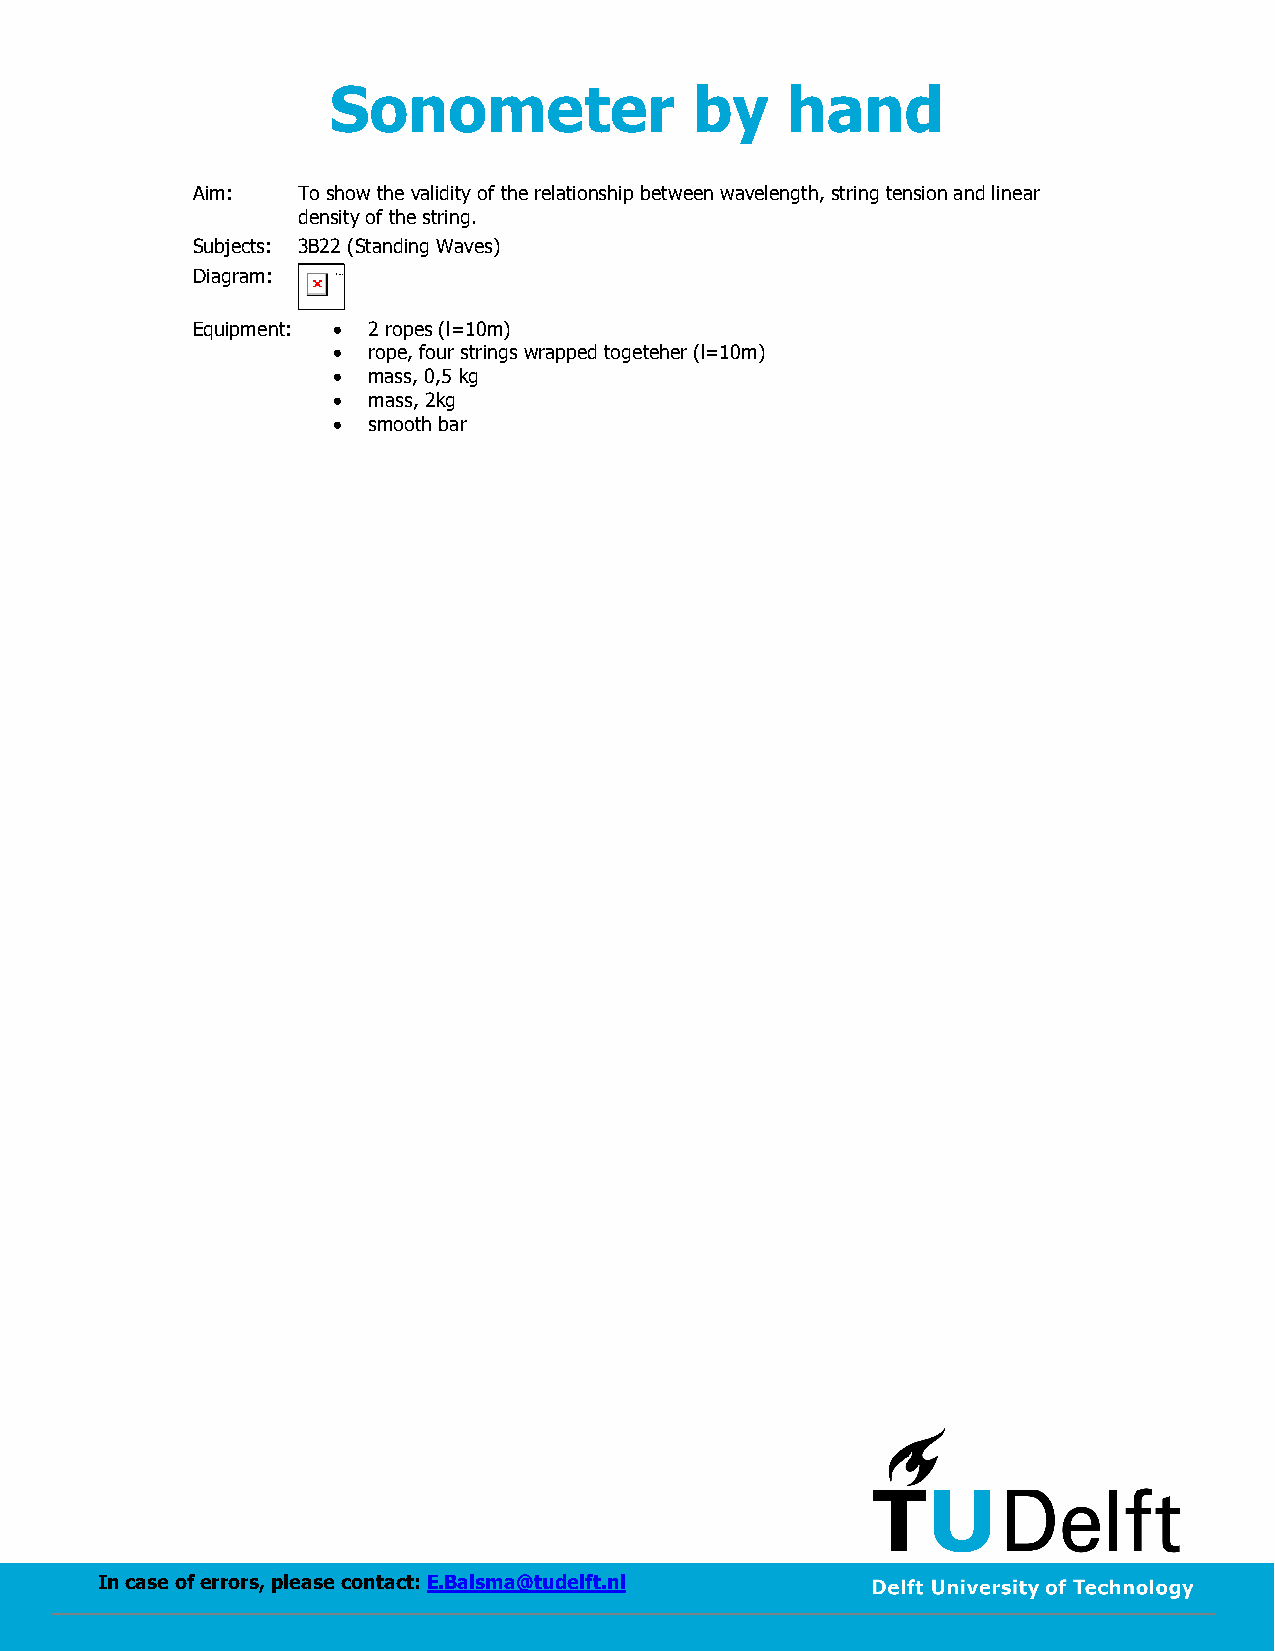 Sonometer by hand
Aim: To show the validity of the relationship between wavelength, string tension and linear
density of the string.
Subjects: 3B22 (Standing Waves)
Diagram:
Equipment: • 2 ropes (l=10m)
• rope, four strings wrapped togeteher (l=10m)
• mass, 0,5 kg
• mass, 2kg
• smooth bar
TUDelft
In case of errors, please contact: E.Balsma@tudelft.nl
Delft University of Technology